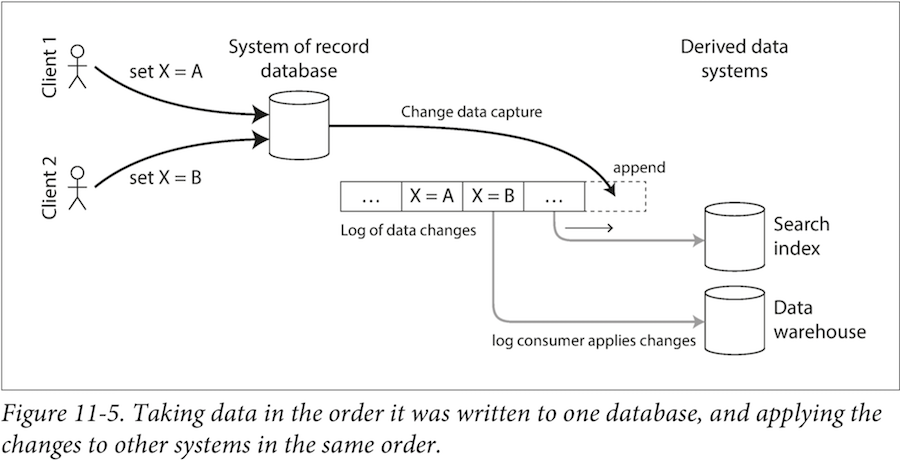 Client 1
set X = A
System of record
database
Derived data
systems
Change data capture
Client 2
set X = B
append
... X = A X = B ...
Log of data changes
Search
index
Data
warehouse
log consumer applies changes
Figure 11-5. Taking data in the order it was written to one database, and applying the
changes to other systems in the same order.